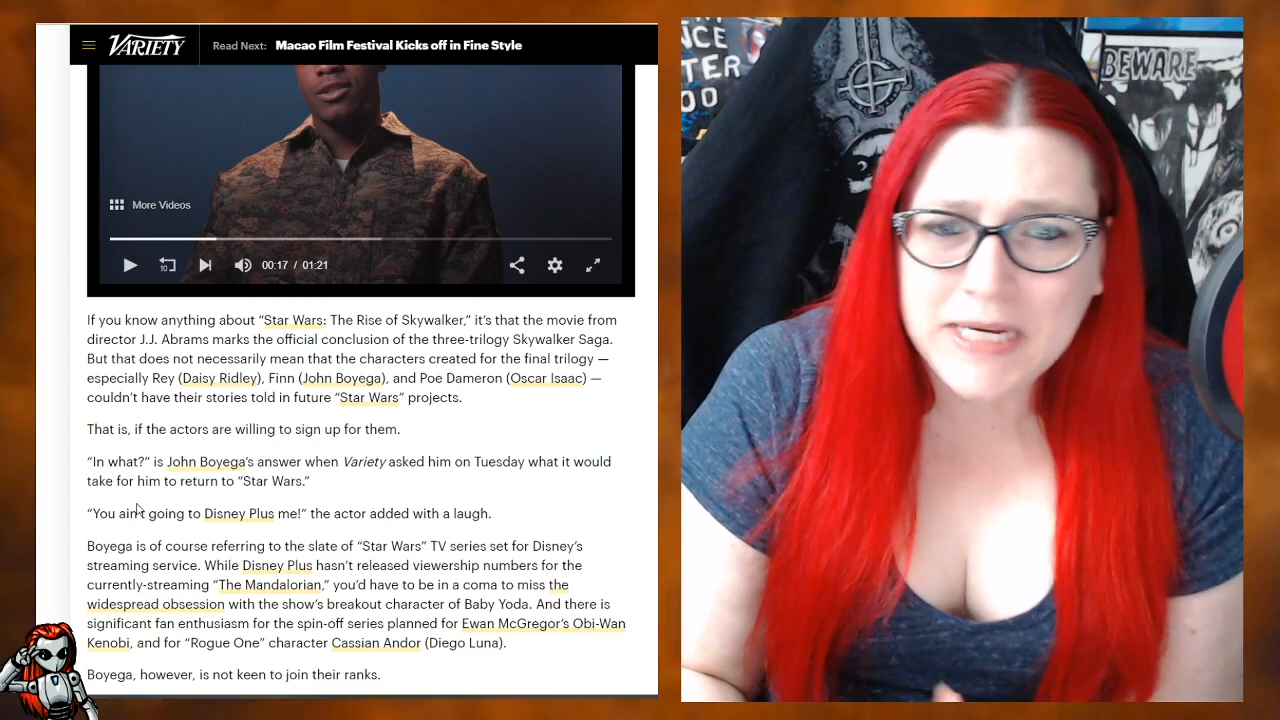 VARIETY
Read Next: Macao Film Festival Kicks off in Fine Style
More Videos
10
00:17 / 01:21
If you know anything about “Star Wars: The Rise of Skywalker,” it’s that the movie from
director J.J. Abrams marks the official conclusion of the three-trilogy Skywalker Saga.
But that does not necessarily mean that the characters created for the final trilogy —
especially Rey (Daisy Ridley), Finn (John Boyega), and Poe Dameron (Oscar Isaac) —
couldn’t have their stories told in future “Star Wars” projects.
That is, if the actors are willing to sign up for them.
“In what?” is John Boyega’s answer when Variety asked him on Tuesday what it would
take for him to return to “Star Wars.”
“You ain’t going to Disney Plus me!” the actor added with a laugh.
Boyega is of course referring to the slate of “Star Wars” TV series set for Disney’s
streaming service. While Disney Plus hasn’t released viewership numbers for the
currently-streaming “The Mandalorian,” you’d have to be in a coma to miss the
widespread obsession with the show’s breakout character of Baby Yoda. And there is
significant fan enthusiasm for the spin-off series planned for Ewan McGregor’s Obi-Wan
Kenobi, and for “Rogue One” character Cassian Andor (Diego Luna).
Boyega, however, is not keen to join their ranks.
BEWARE